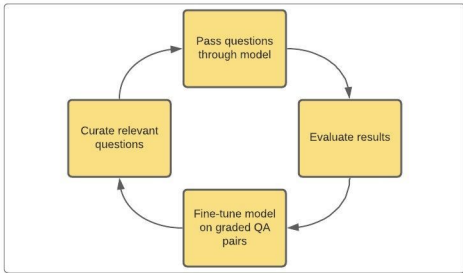 Pass questions
through model
Evaluate results
Fine-tune model
on graded QA
pairs
Curate relevant
questions